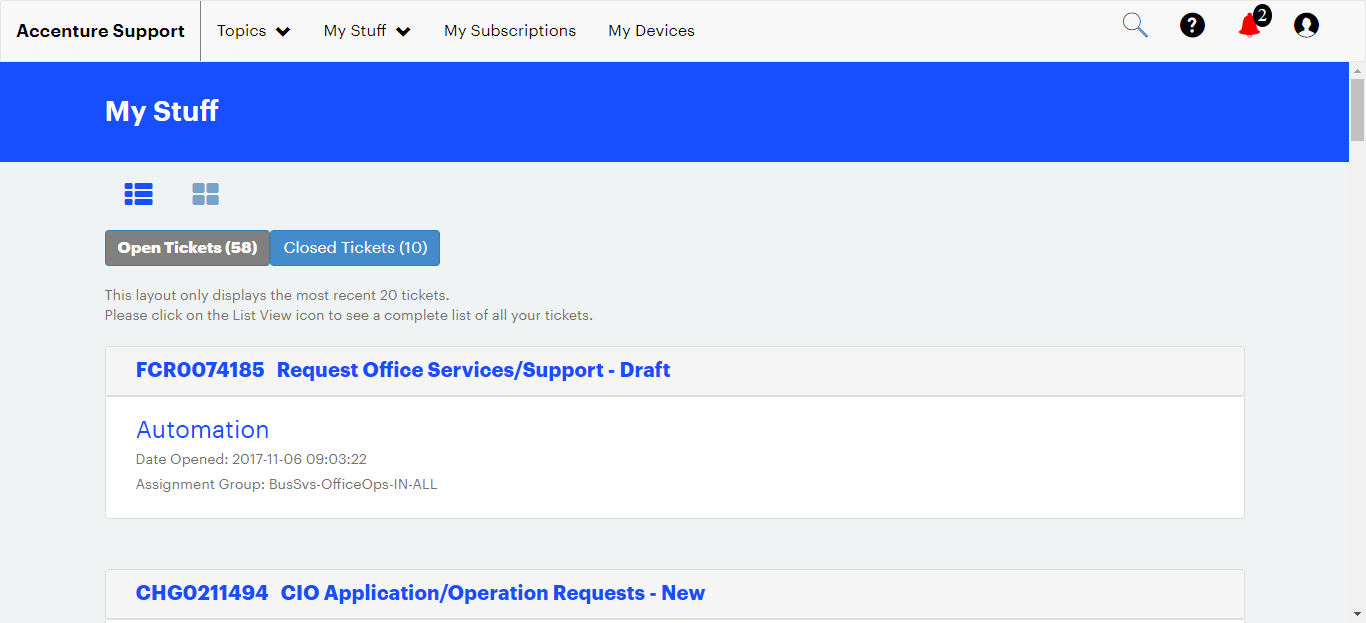 Accenture Support Topics My Stuff My Subscriptions My Devices 2
My Stuff
Open Tickets (58) Closed Tickets (10)
This layout only displays the most recent 20 tickets.
Please click on the List View icon to see a complete list of all your tickets.
FCR0074185 Request Office Services/Support - Draft
Automation
Date Opened: 2017-11-06 09:03:22
Assignment Group: BusSvs-OfficeOps-IN-ALL
CHG0211494 CIO Application/Operation Requests - New